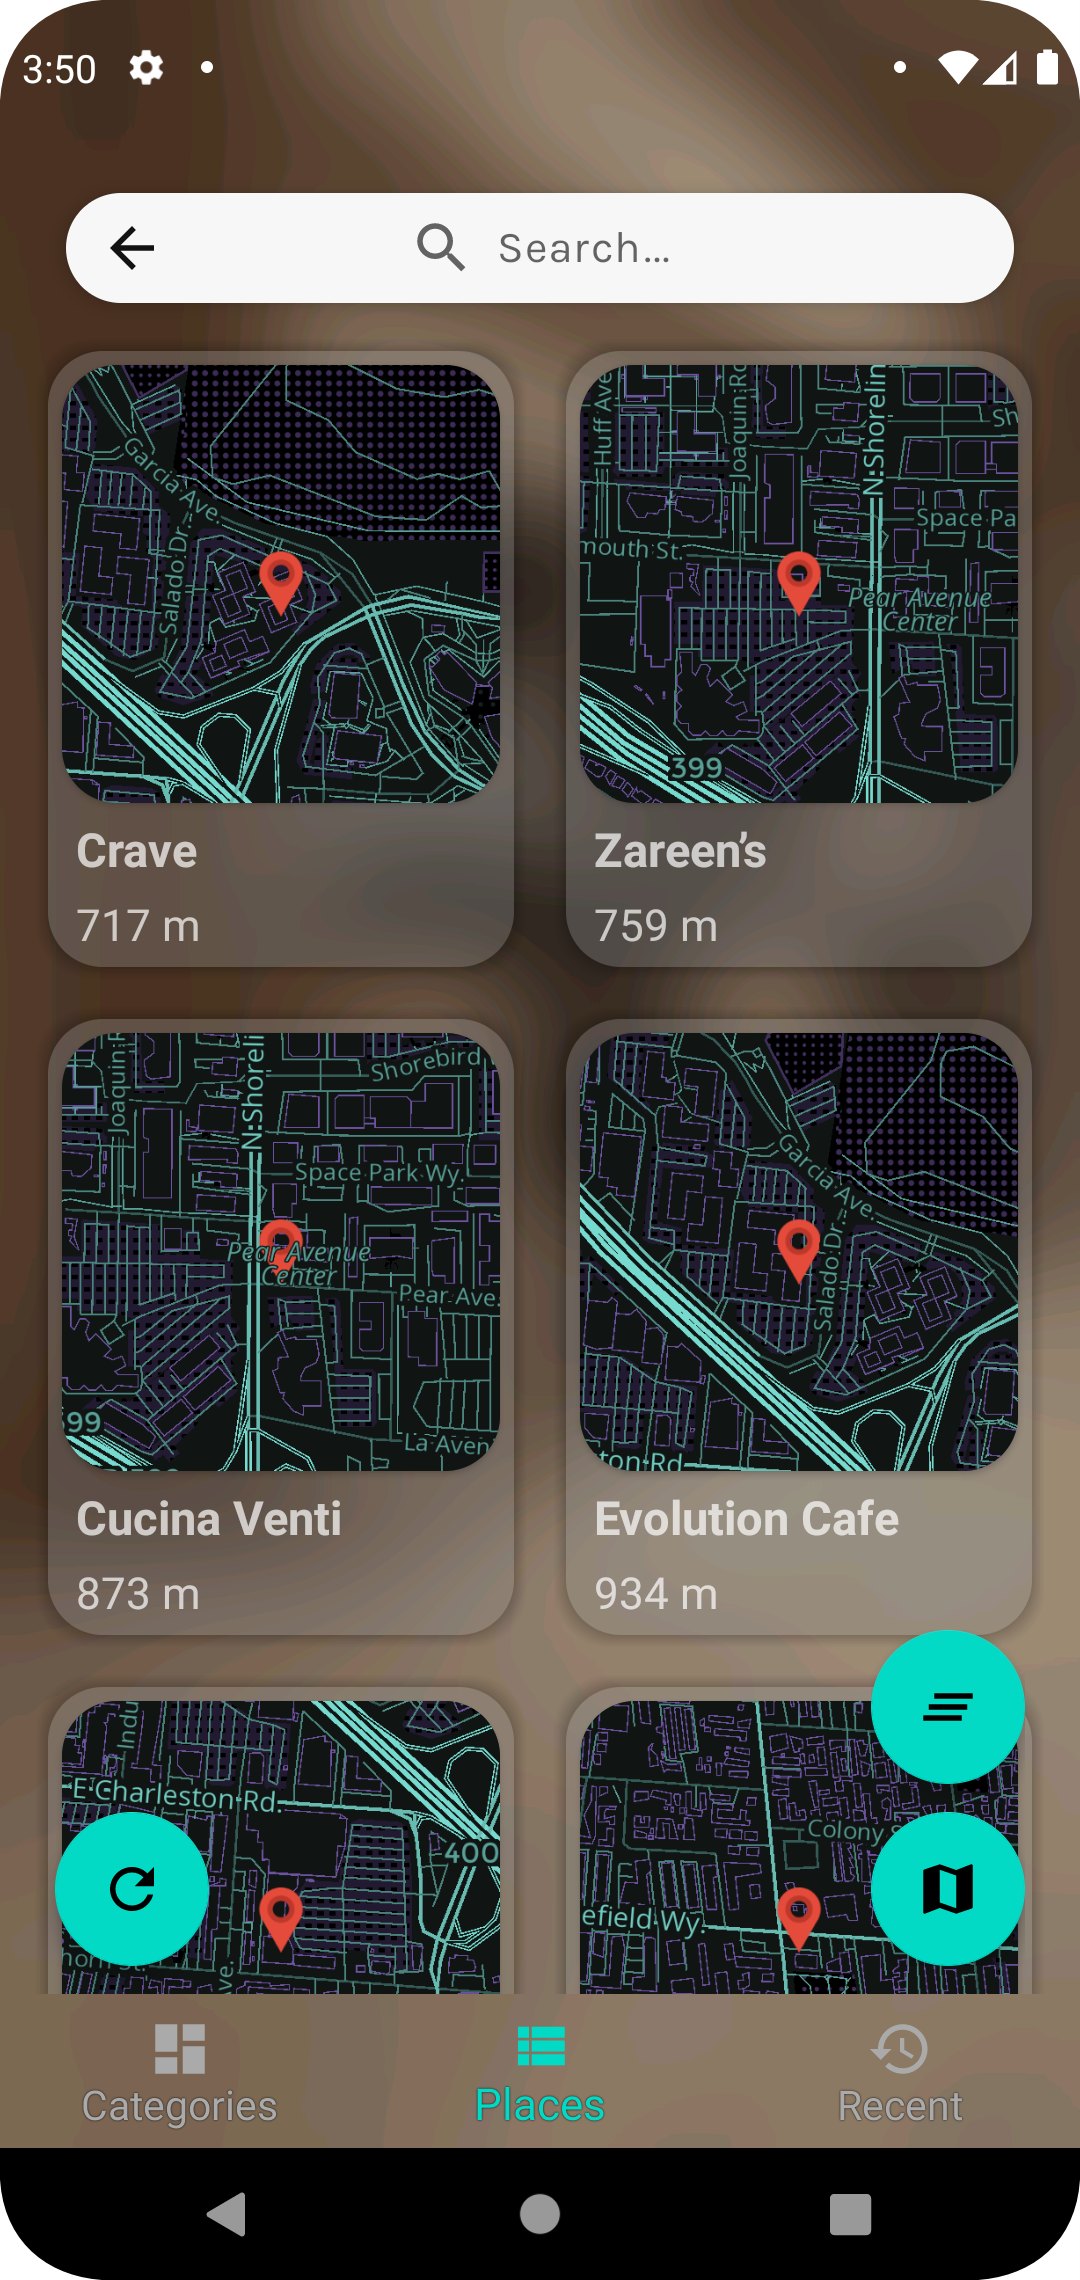 3:50
Search...
Garcia Ave.
Salado Dr.
Huff Ave
Joaquin Rd
N Shorelin
Sh
Space Pa
mouth St.
Pear Avenue
Center
399
Crave
717 m
Zareen’s
759 m
Joaquin R
N Shoreli
Shorebird
Space Park Wy.
Pear Avenue
Center
Pear Ave.
99
La Aven
Garcia Ave.
Salado Dr.
ton Rd
Cucina Venti
873 m
Evolution Cafe
934 m
Indu
E Charleston Rd.
400
ve.
Colony S
efield Wy.
Categories
Places
Recent